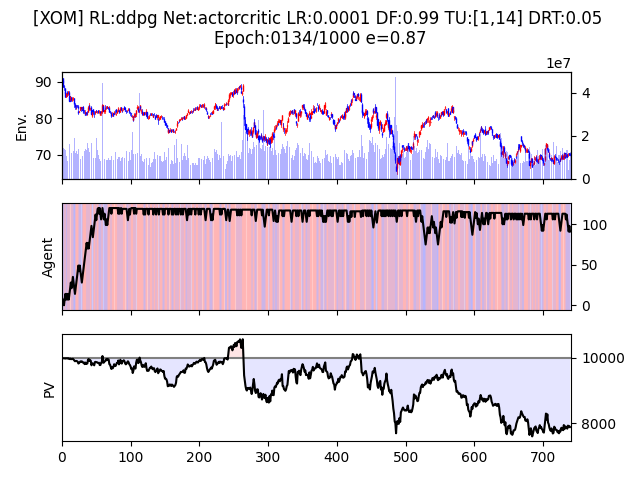 [XOM] RL:ddpg Net:actorcritic LR:0.0001 DF:0.99 TU:[1,14] DRT:0.05
Epoch:0134/1000 e=0.87
1e7
90
80
70
Env.
4
2
0
Agent
100
50
0
PV
10000
8000
0 100 200 300 400 500 600 700